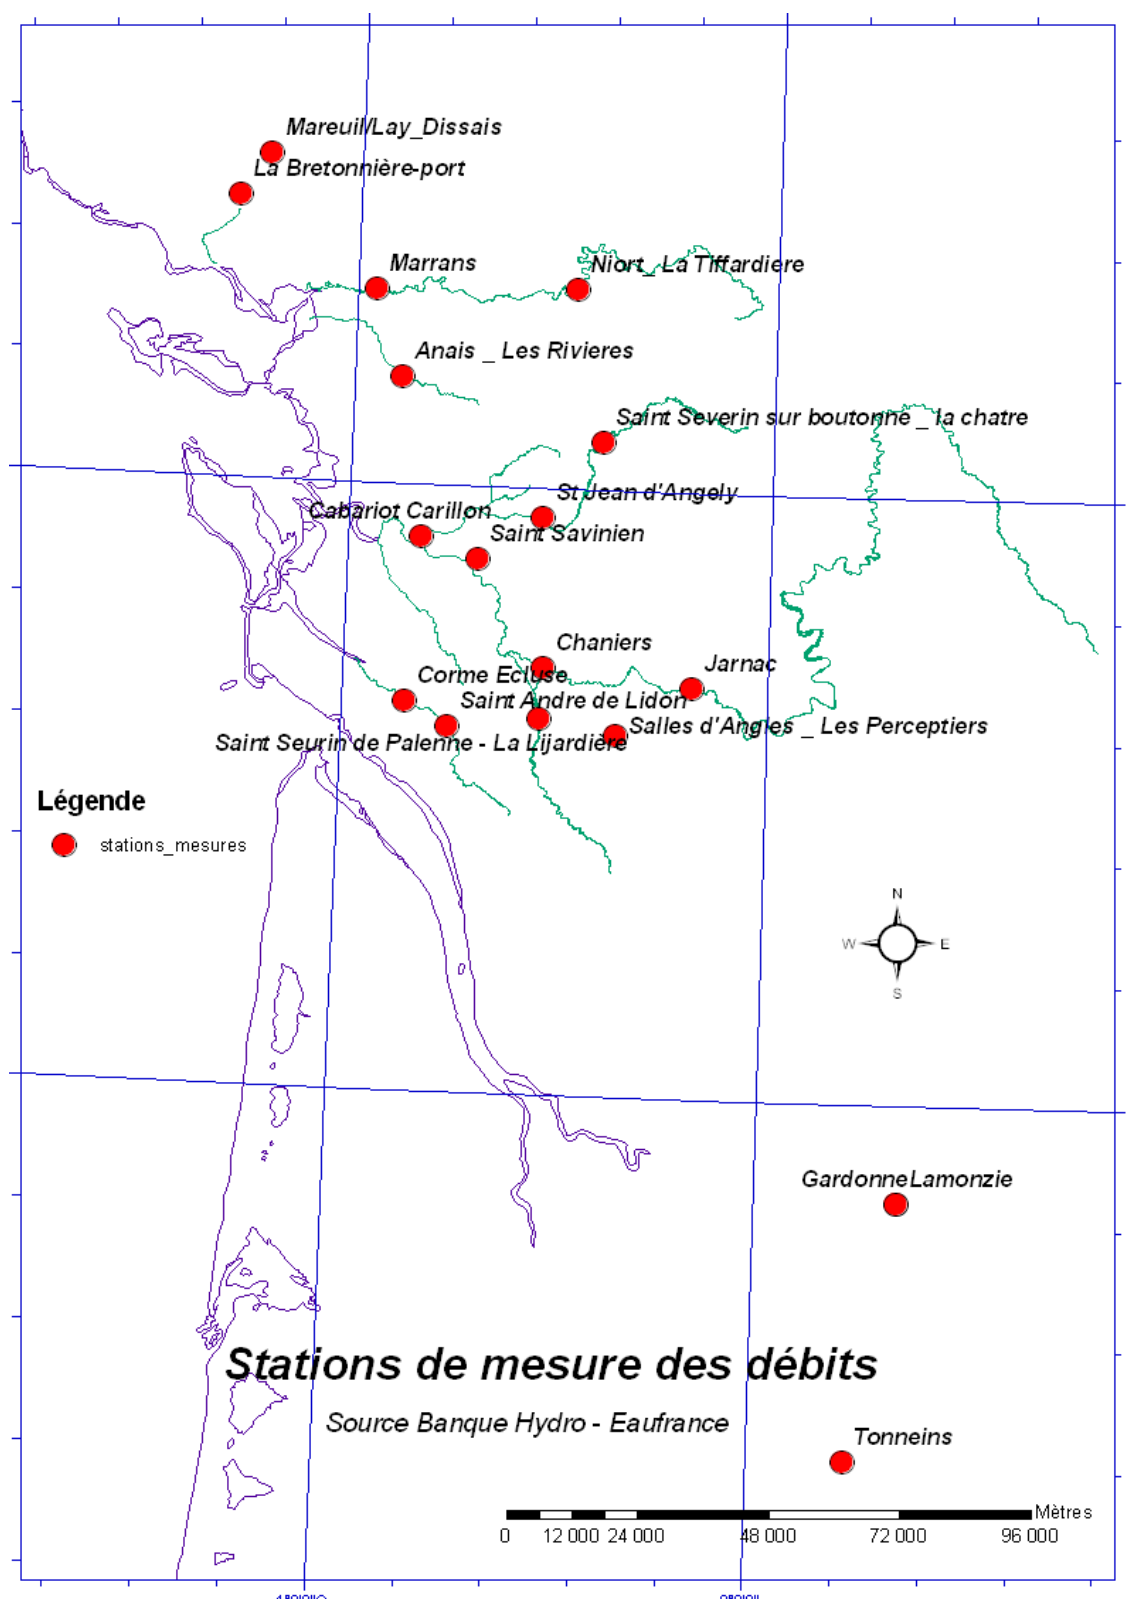 Mareuil/Lay_Dissais
La Bretonnière-port
Marrans
Niort_ La Tiffardiere
Anais _ Les Rivieres
Saint Severin sur boutonne _ la chatre
St Jean d'Angely
Cabariot Carillon
Saint Savinien
Chaniers
Jarnac
Corme Ecluse
Saint Andre de Lidon
Salles d'Angles _ Les Perceptiers
Saint Seurin de Palenne - La Lijardière
Légende
stations_mesures
N
W E
S
GardonneLamonzie
Stations de mesure des débits
Source Banque Hydro - Eaufrance
Tonneins
Mètres
0 12 000 24 000 48 000 72 000 96 000